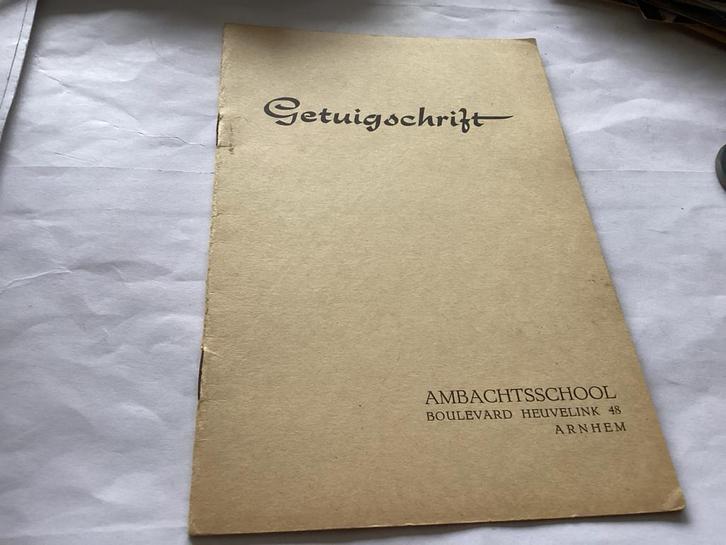 Getuigschrift
AMBACHTSSCHOOL
BOULEVARD HEUVELINK 48
ARNHEM